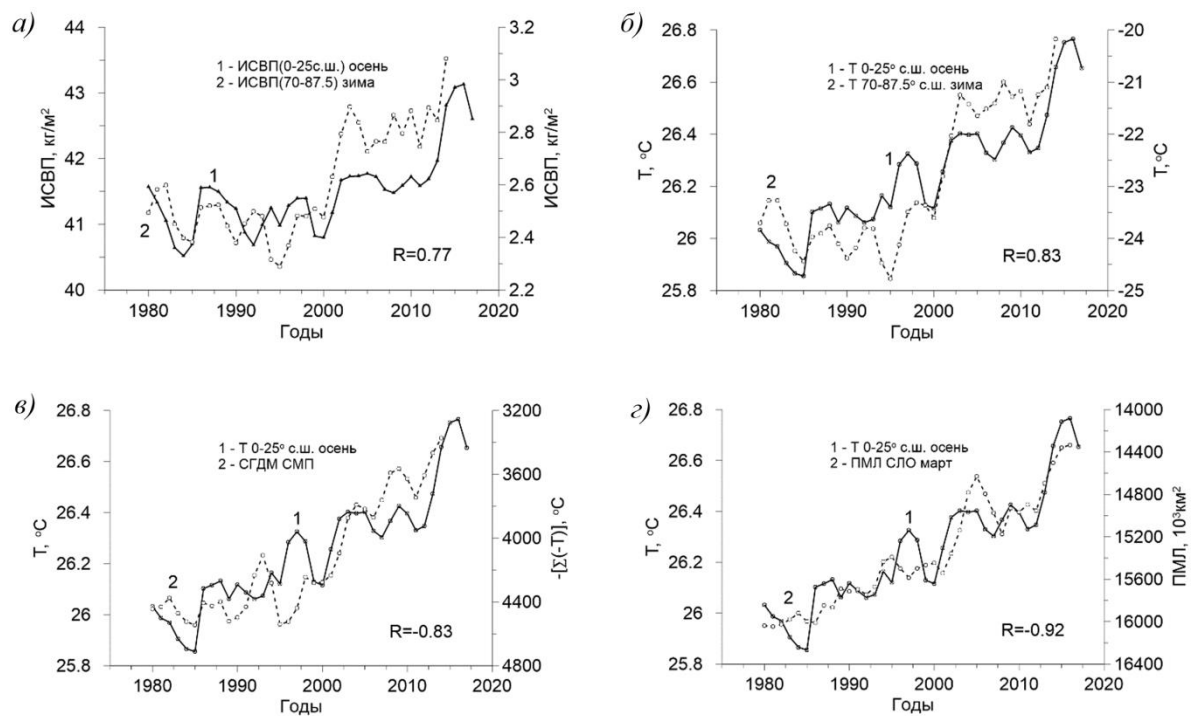 а)
ИСВП, кг/м²
44
43
42
41
40
1 - ИСВП(0-25с.ш.) осень
2 - ИСВП(70-87.5) зима
1
2
R=0.77
3.2
3
2.8
2.6
2.4
2.2
ИСВП, кг/м²
1980 1990 2000 2010 2020
Годы
б)
T, °C
26.8
26.6
26.4
26.2
26
25.8
1 - T 0-25° с.ш. осень
2 - T 70-87.5° с.ш. зима
1
2
R=0.83
-20
-21
-22
-23
-24
-25
T, °C
1980 1990 2000 2010 2020
Годы
в)
T, °C
26.8
26.6
26.4
26.2
26
25.8
1 - T 0-25° с.ш. осень
2 - СГДМ СМП
1
2
R=-0.83
3200
3600
4000
4400
4800
-[Σ(-T)], °C
1980 1990 2000 2010 2020
Годы
г)
T, °C
26.8
26.6
26.4
26.2
26
25.8
1 - T 0-25° с.ш. осень
2 - ПМЛ СЛО март
1
2
R=-0.92
14000
14400
14800
15200
15600
16000
16400
ПМЛ, 10³км²
1980 1990 2000 2010 2020
Годы